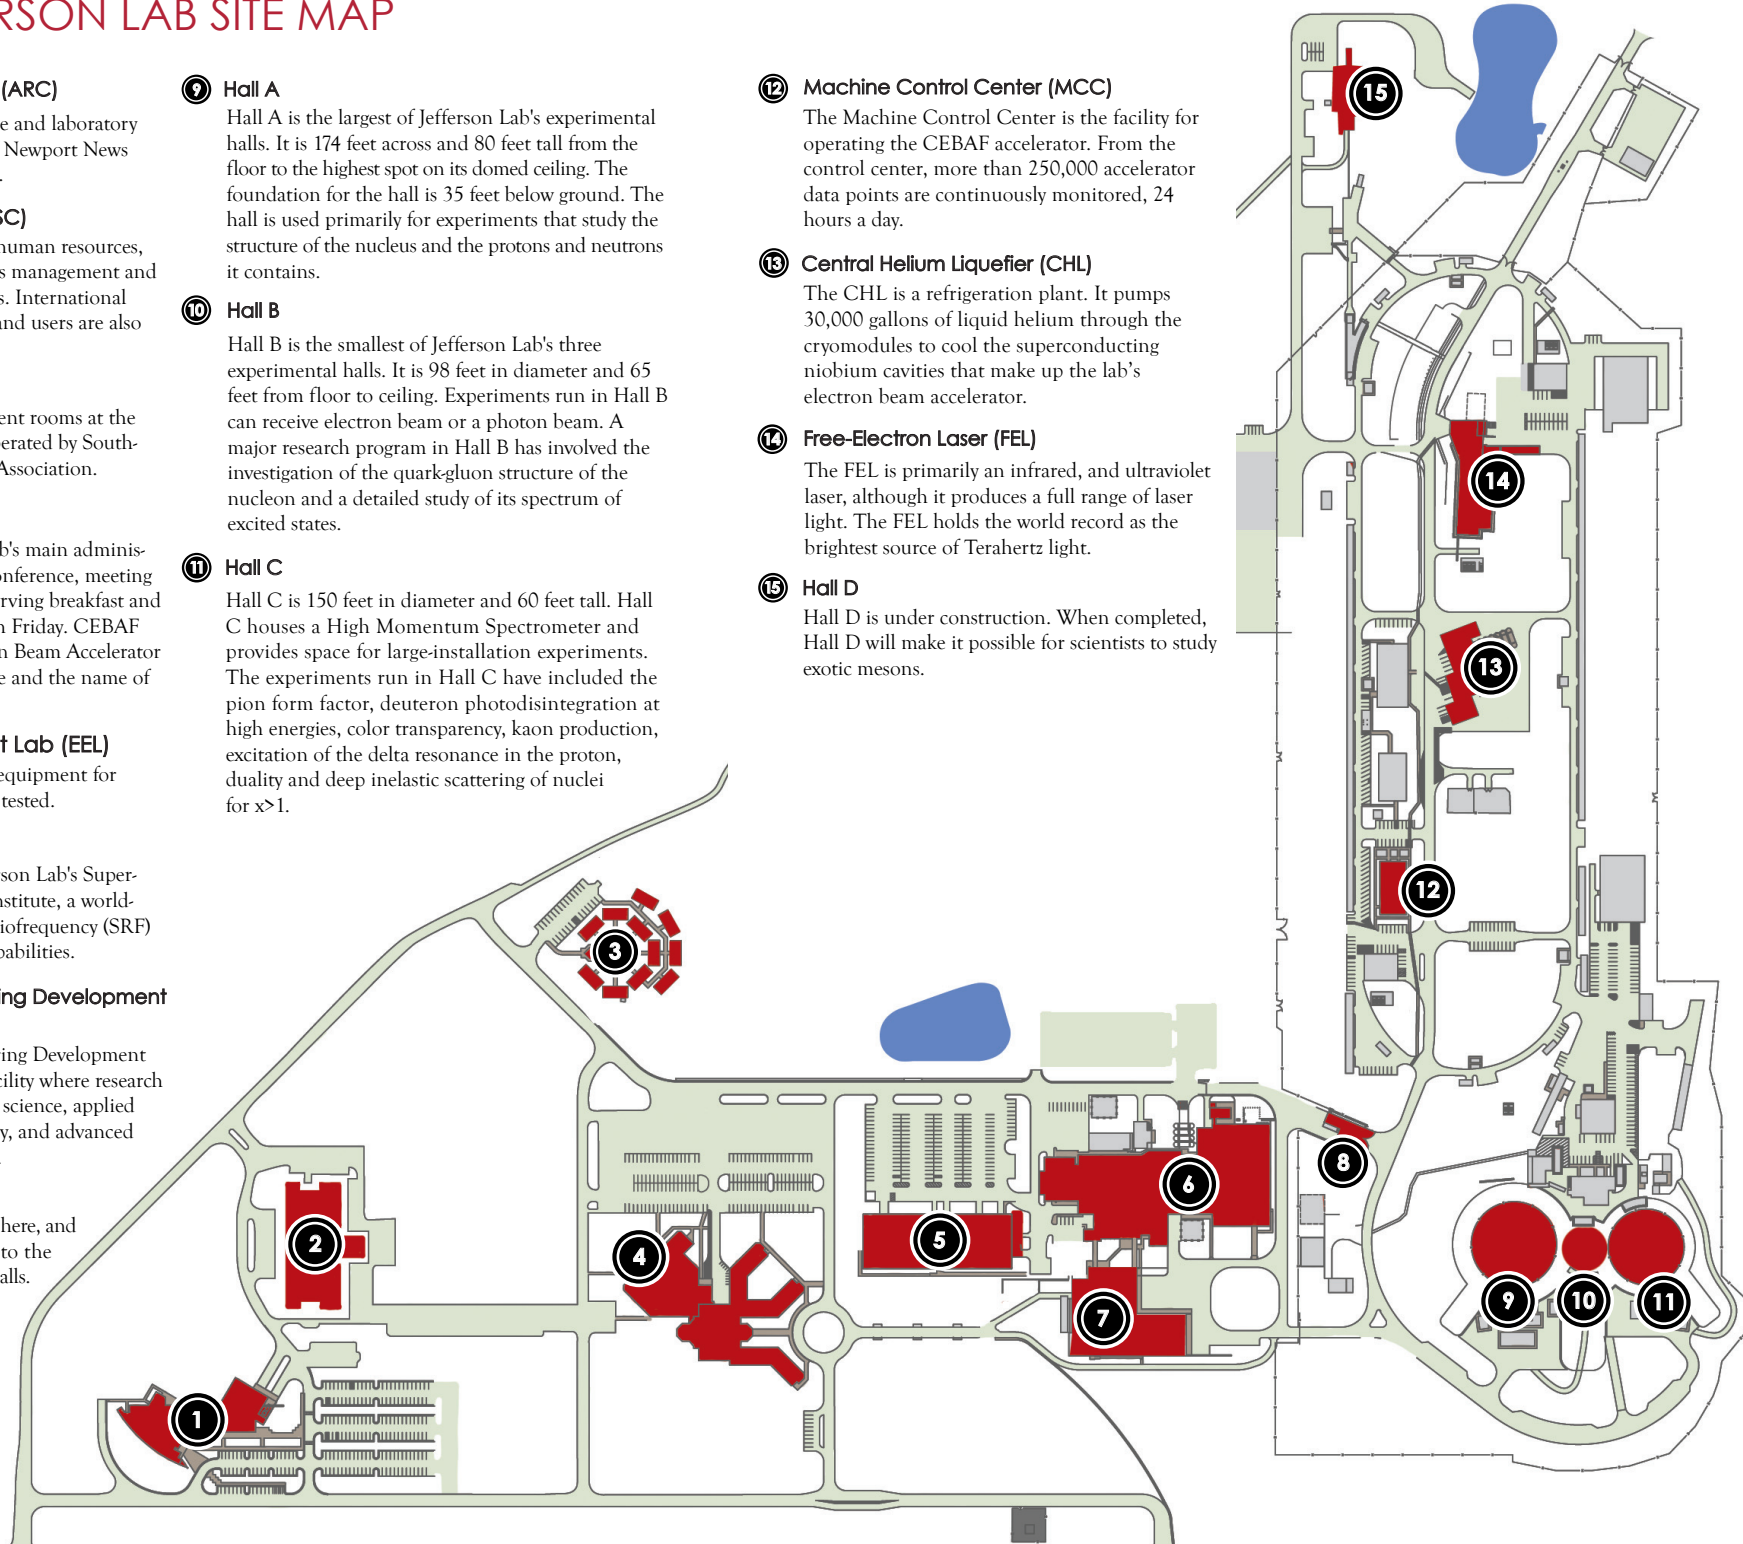 RSON LAB SITE MAP
(ARC)
e and laboratory
Newport News
.
SC)
human resources,
s management and
s. International
and users are also
ent rooms at the
perated by South-
Association.
b's main adminis-
onference, meeting
rving breakfast and
n Friday. CEBAF
n Beam Accelerator
e and the name of
t Lab (EEL)
equipment for
tested.
rson Lab's Super-
nstitute, a world-
iofrequency (SRF)
pabilities.
ing Development
ring Development
cility where research
science, applied
y, and advanced
.
here, and
to the
alls.
9 Hall A
Hall A is the largest of Jefferson Lab's experimental
halls. It is 174 feet across and 80 feet tall from the
floor to the highest spot on its domed ceiling. The
foundation for the hall is 35 feet below ground. The
hall is used primarily for experiments that study the
structure of the nucleus and the protons and neutrons
it contains.
10 Hall B
Hall B is the smallest of Jefferson Lab's three
experimental halls. It is 98 feet in diameter and 65
feet from floor to ceiling. Experiments run in Hall B
can receive electron beam or a photon beam. A
major research program in Hall B has involved the
investigation of the quark-gluon structure of the
nucleon and a detailed study of its spectrum of
excited states.
11 Hall C
Hall C is 150 feet in diameter and 60 feet tall. Hall
C houses a High Momentum Spectrometer and
provides space for large-installation experiments.
The experiments run in Hall C have included the
pion form factor, deuteron photodisintegration at
high energies, color transparency, kaon production,
excitation of the delta resonance in the proton,
duality and deep inelastic scattering of nuclei
for x>1.
12 Machine Control Center (MCC)
The Machine Control Center is the facility for
operating the CEBAF accelerator. From the
control center, more than 250,000 accelerator
data points are continuously monitored, 24
hours a day.
13 Central Helium Liquefier (CHL)
The CHL is a refrigeration plant. It pumps
30,000 gallons of liquid helium through the
cryomodules to cool the superconducting
niobium cavities that make up the lab's
electron beam accelerator.
14 Free-Electron Laser (FEL)
The FEL is primarily an infrared, and ultraviolet
laser, although it produces a full range of laser
light. The FEL holds the world record as the
brightest source of Terahertz light.
15 Hall D
Hall D is under construction. When completed,
Hall D will make it possible for scientists to study
exotic mesons.
15
14
13
12
3
8
6
2
5
4
9 10 11
7
1